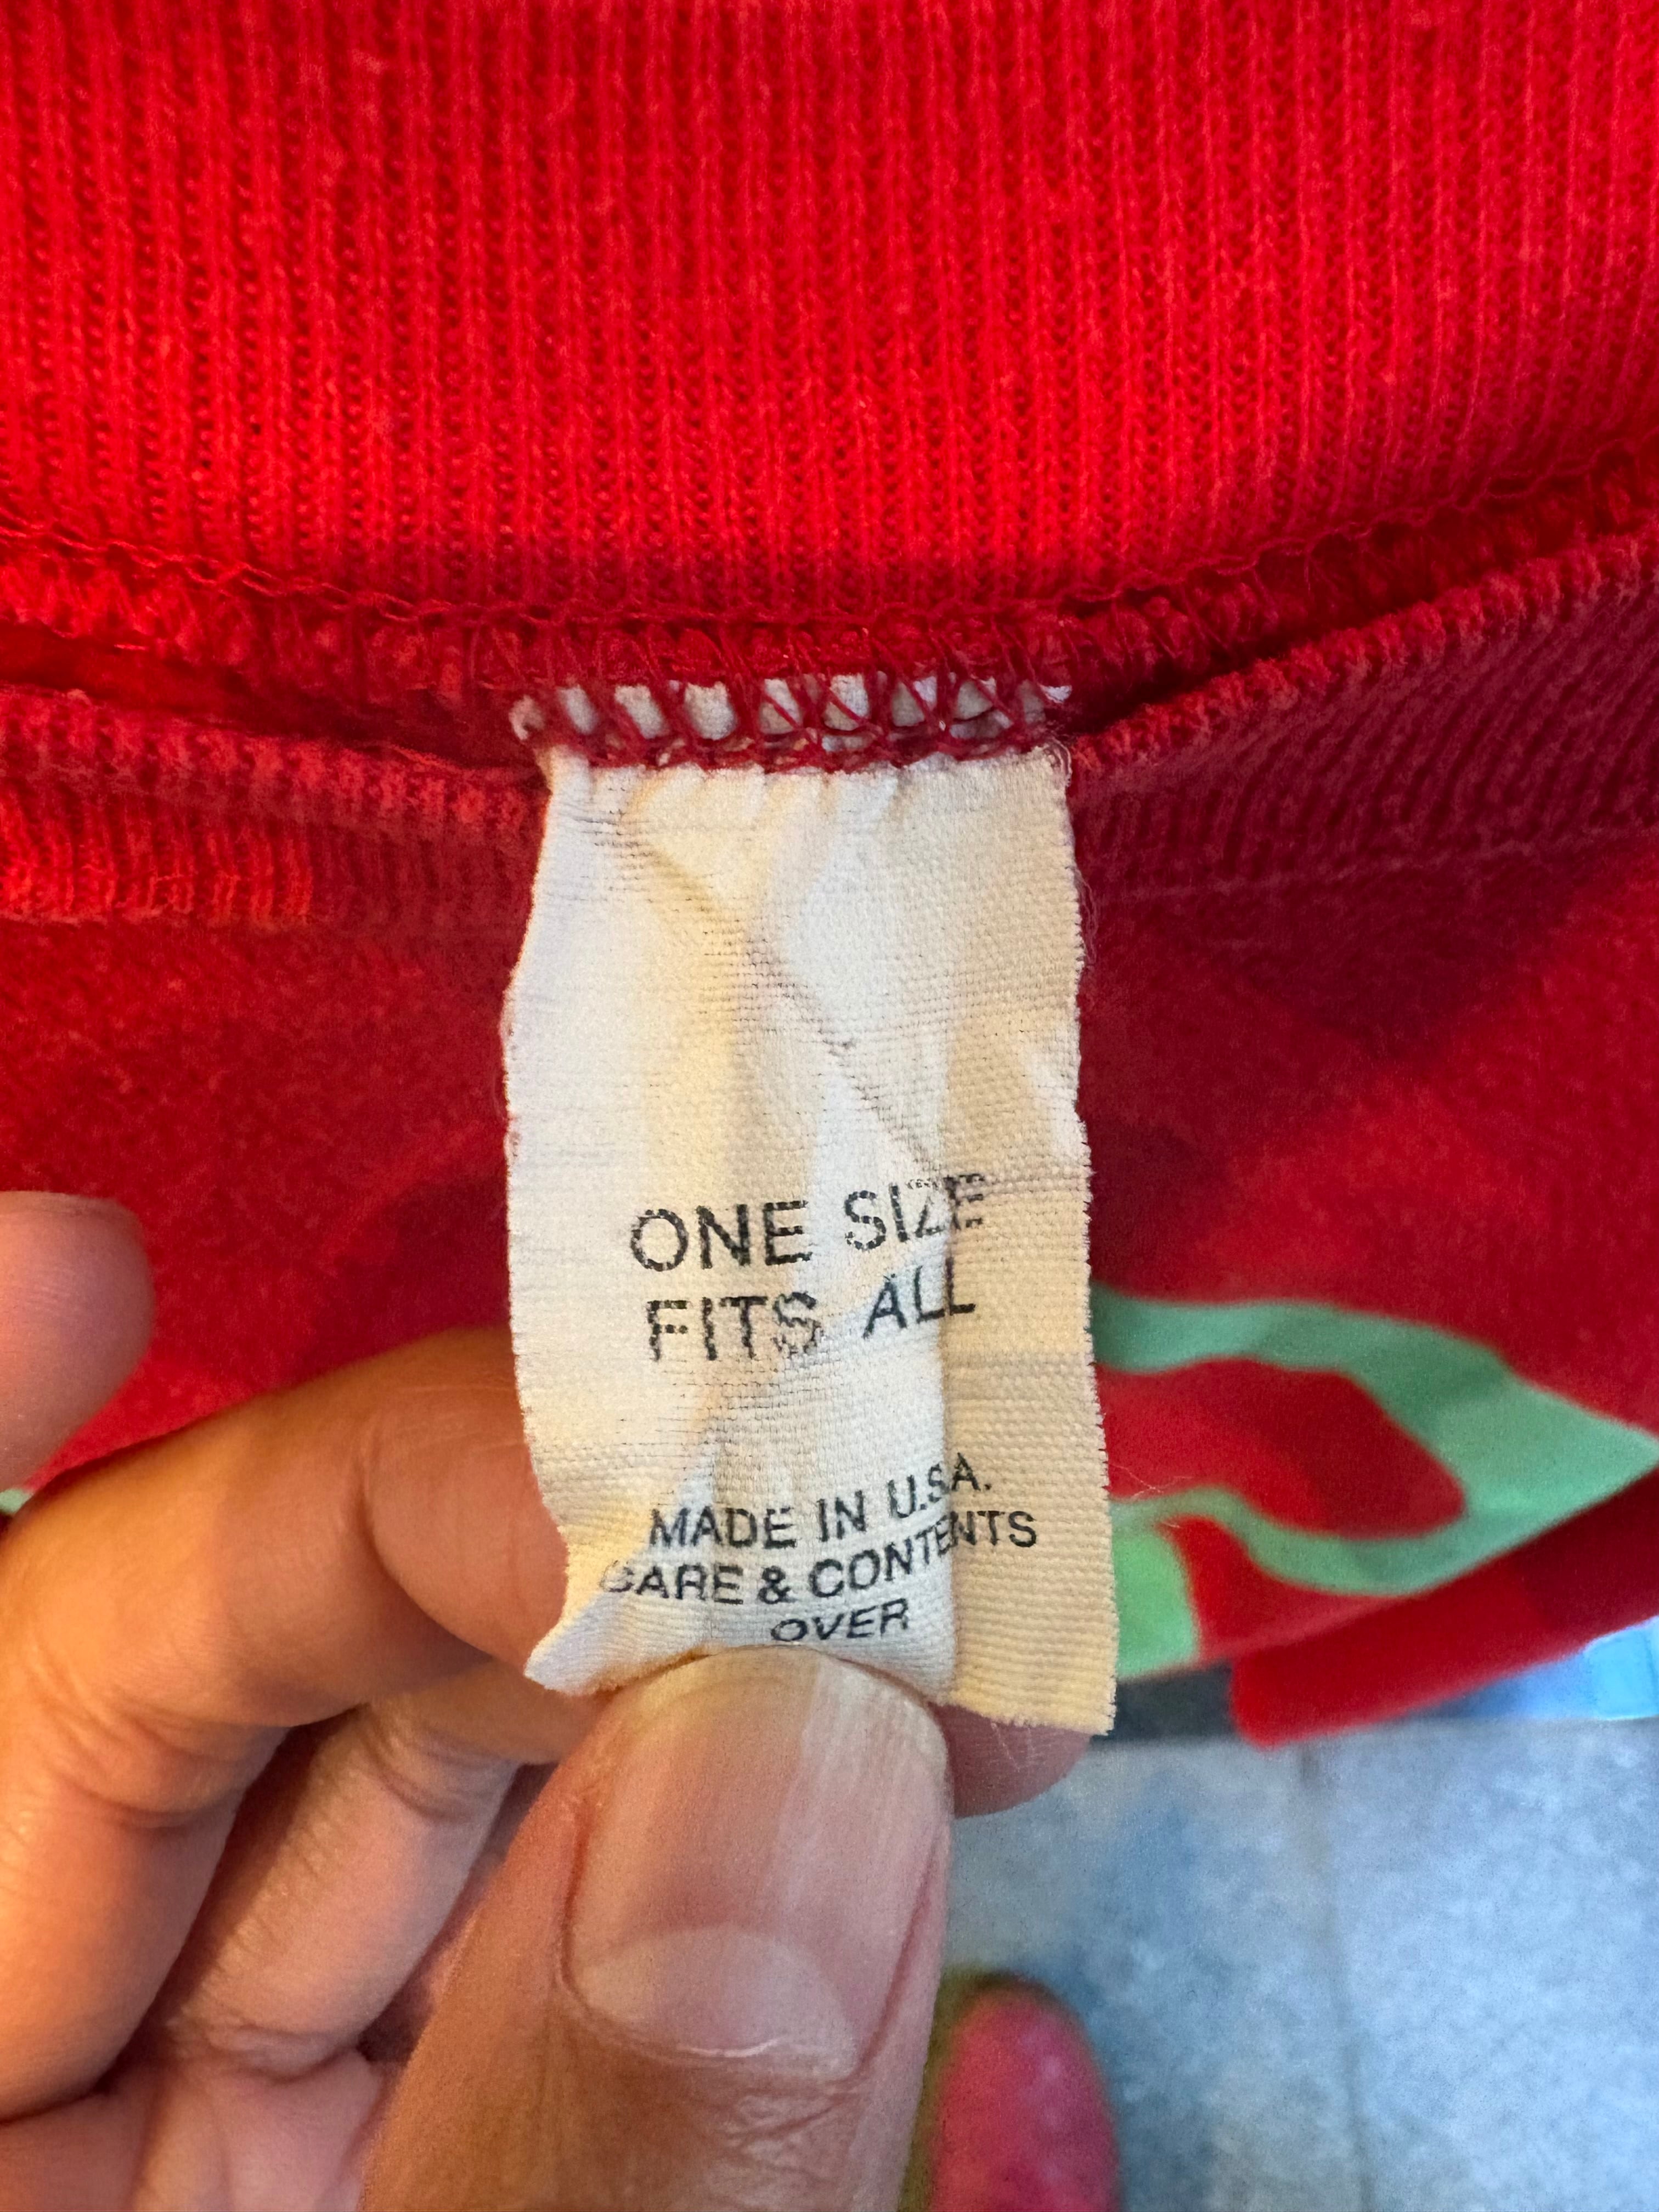 ONE SIZE
FITS ALL
MADE IN U.S.A.
CARE & CONTENTS
OVER